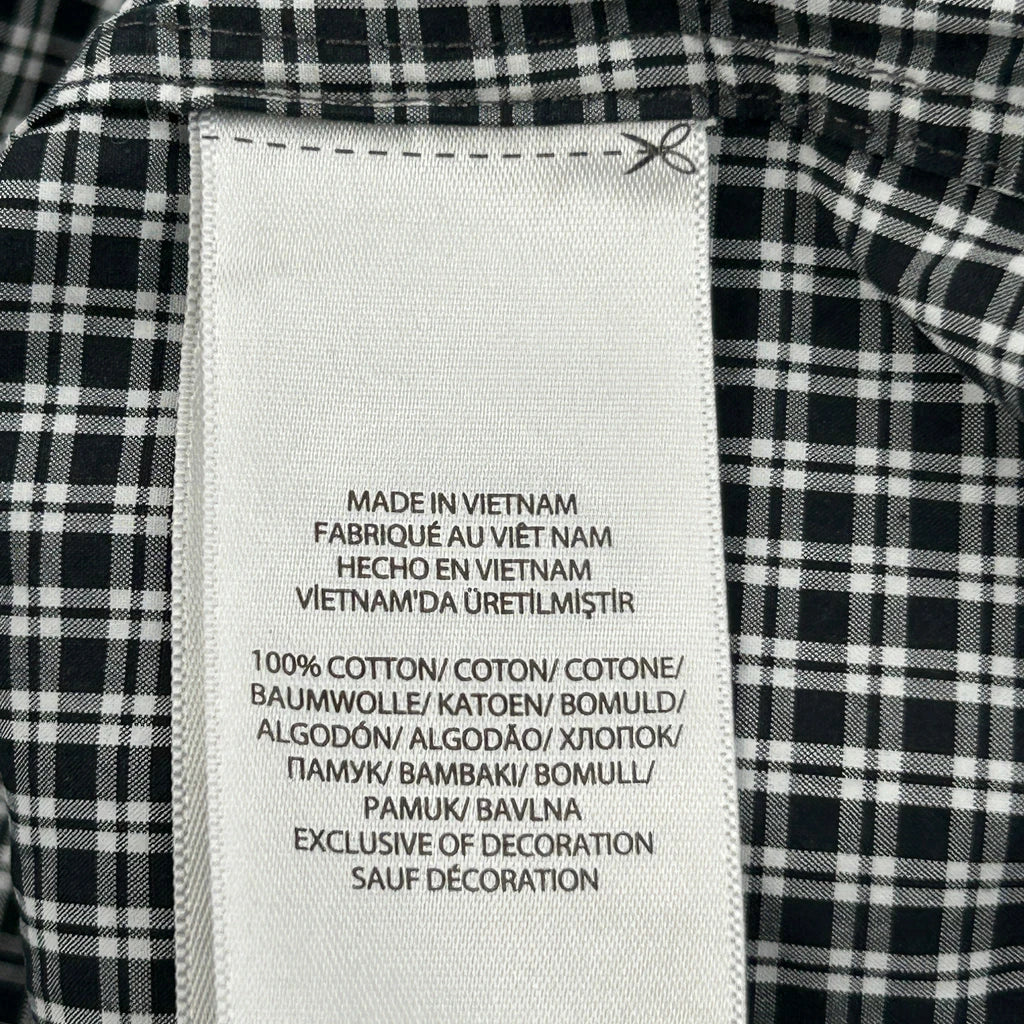 MADE IN VIETNAM
FABRIQUÉ AU VIÊT NAM
HECHO EN VIETNAM
VİETNAM'DA ÜRETİLMİŞTİR
100% COTTON/ COTON/ COTONE/
BAUMWOLLE/ KATOEN/ BOMULD/
ALGODÓN/ ALGODÃO/ ХЛОПОК/
ПАМУК/ ΒΑΜΒΑΚΙ/ BOMULL/
PAMUK/ BAVLNA
EXCLUSIVE OF DECORATION
SAUF DÉCORATION